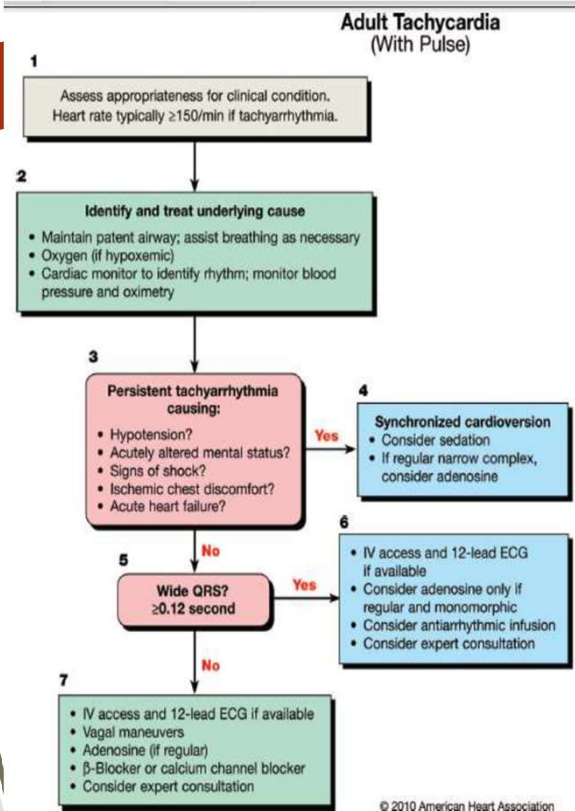 Adult Tachycardia
(With Pulse)
1
Assess appropriateness for clinical condition.
Heart rate typically ≥150/min if tachyarrhythmia.
2
Identify and treat underlying cause
• Maintain patent airway; assist breathing as necessary
• Oxygen (if hypoxemic)
• Cardiac monitor to identify rhythm; monitor blood
pressure and oximetry
3
Persistent tachyarrhythmia
causing:
• Hypotension?
• Acutely altered mental status?
• Signs of shock?
• Ischemic chest discomfort?
• Acute heart failure?
Yes
4
Synchronized cardioversion
• Consider sedation
• If regular narrow complex,
consider adenosine
No
5
Wide QRS?
≥0.12 second
Yes
6
• IV access and 12-lead ECG
if available
• Consider adenosine only if
regular and monomorphic
• Consider antiarrhythmic infusion
• Consider expert consultation
No
7
• IV access and 12-lead ECG if available
• Vagal maneuvers
• Adenosine (if regular)
• β-Blocker or calcium channel blocker
• Consider expert consultation
© 2010 American Heart Association